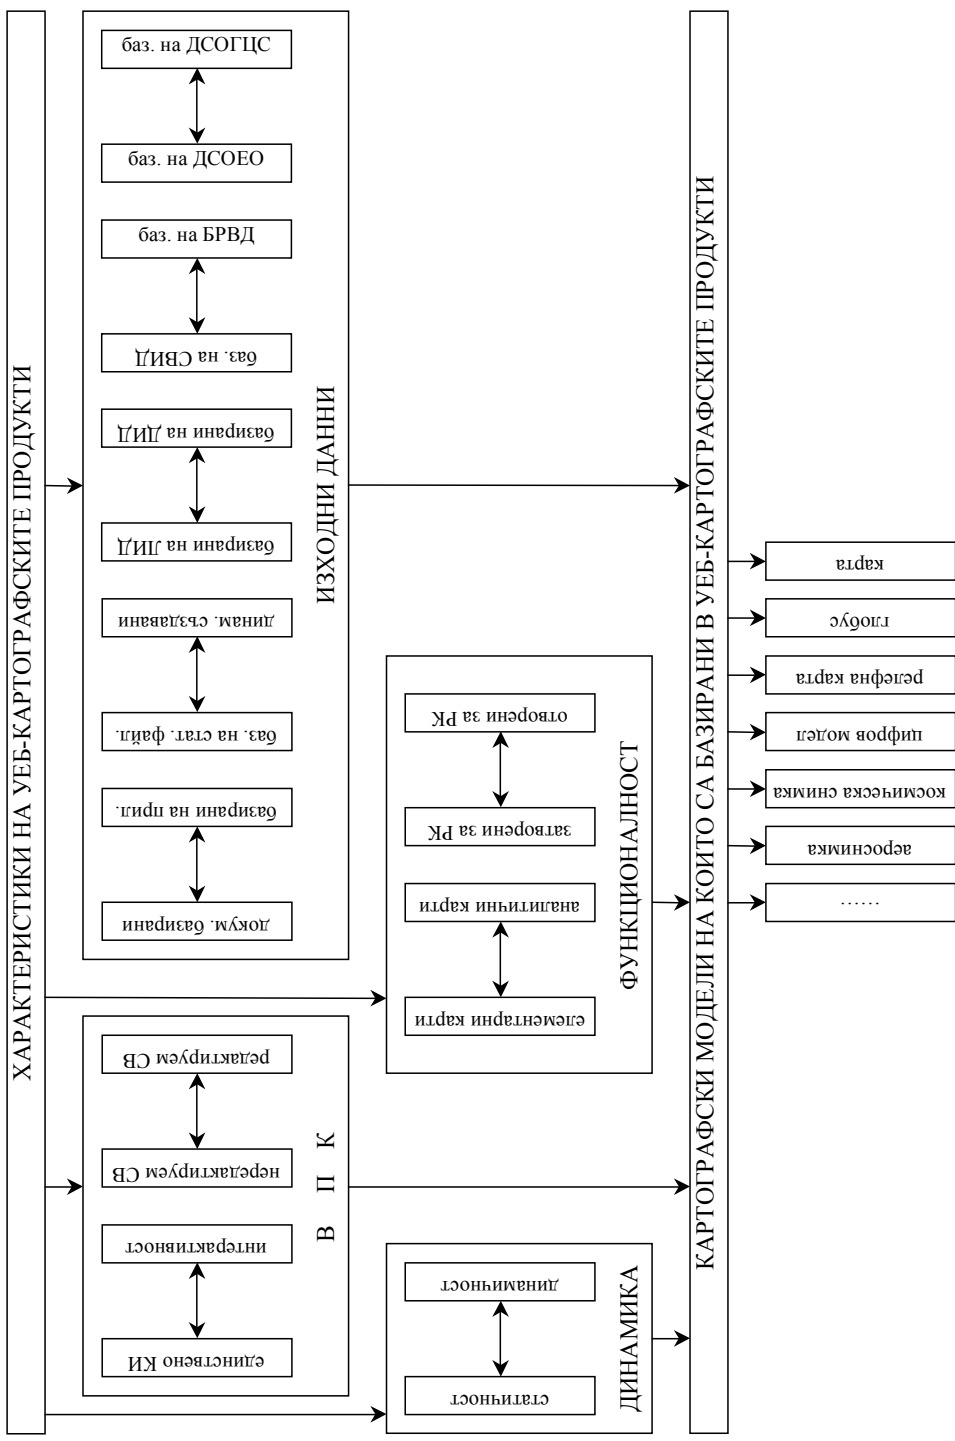 ХАРАКТЕРИСТИКИ НА УЕБ-КАРТОГРАФСКИТЕ ПРОДУКТИ
единствено КИ
интерактивност
нередактируем СВ
редактируем СВ
В П К
докум. базирани
базирани на прил.
баз. на стат. файл.
динам. създавани
базирани на ЛИД
базирани на ДИД
баз. на СВИД
баз. на БРВД
баз. на ДСОЕО
баз. на ДСОГЦС
ИЗХОДНИ ДАННИ
статичност
динамичност
ДИНАМИКА
елементарни карти
аналитични карти
затворени за РК
отворени за РК
ФУНКЦИОНАЛНОСТ
КАРТОГРАФСКИ МОДЕЛИ НА КОИТО СА БАЗИРАНИ В УЕБ-КАРТОГРАФСКИТЕ ПРОДУКТИ
……
аероснимка
космическа снимка
цифров модел
релефна карта
глобус
карта